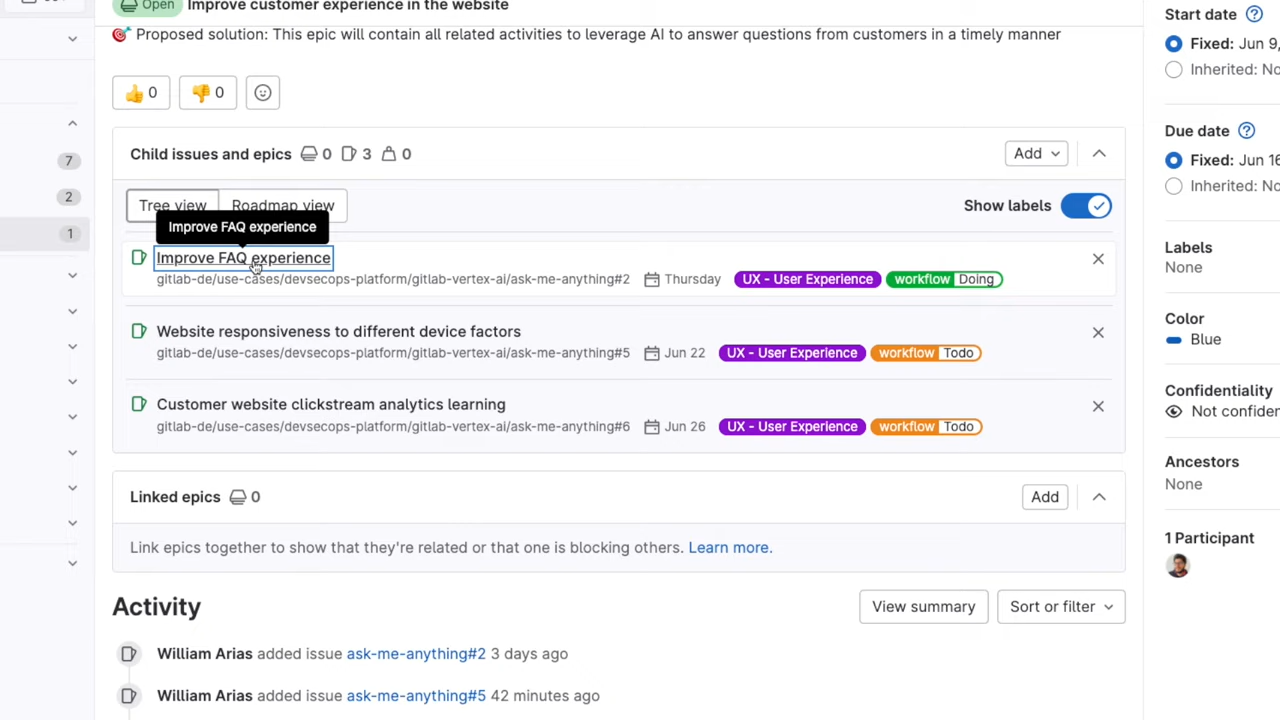 Open Improve customer experience in the website
🎯 Proposed solution: This epic will contain all related activities to leverage AI to answer questions from customers in a timely manner
👍 0 👎 0
Child issues and epics 0 3 0 Add
Tree view Roadmap view Show labels
Improve FAQ experience
Improve FAQ experience
gitlab-de/use-cases/devsecops-platform/gitlab-vertex-ai/ask-me-anything#2 Thursday UX - User Experience workflow Doing
Website responsiveness to different device factors
gitlab-de/use-cases/devsecops-platform/gitlab-vertex-ai/ask-me-anything#5 Jun 22 UX - User Experience workflow Todo
Customer website clickstream analytics learning
gitlab-de/use-cases/devsecops-platform/gitlab-vertex-ai/ask-me-anything#6 Jun 26 UX - User Experience workflow Todo
Linked epics 0 Add
Link epics together to show that they're related or that one is blocking others. Learn more.
Activity View summary Sort or filter
William Arias added issue ask-me-anything#2 3 days ago
William Arias added issue ask-me-anything#5 42 minutes ago
7
2
1
Start date ?
Fixed: Jun 9,
Inherited: No
Due date ?
Fixed: Jun 16
Inherited: No
Labels
None
Color
Blue
Confidentiality
Not confiden
Ancestors
None
1 Participant